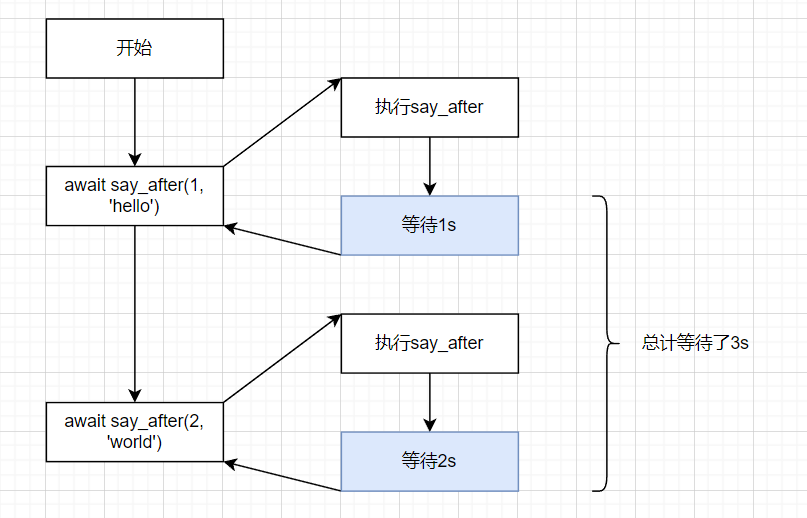 开始
执行say_after
await say_after(1,
'hello')
等待1s
执行say_after
总计等待了3s
await say_after(2,
'world')
等待2s